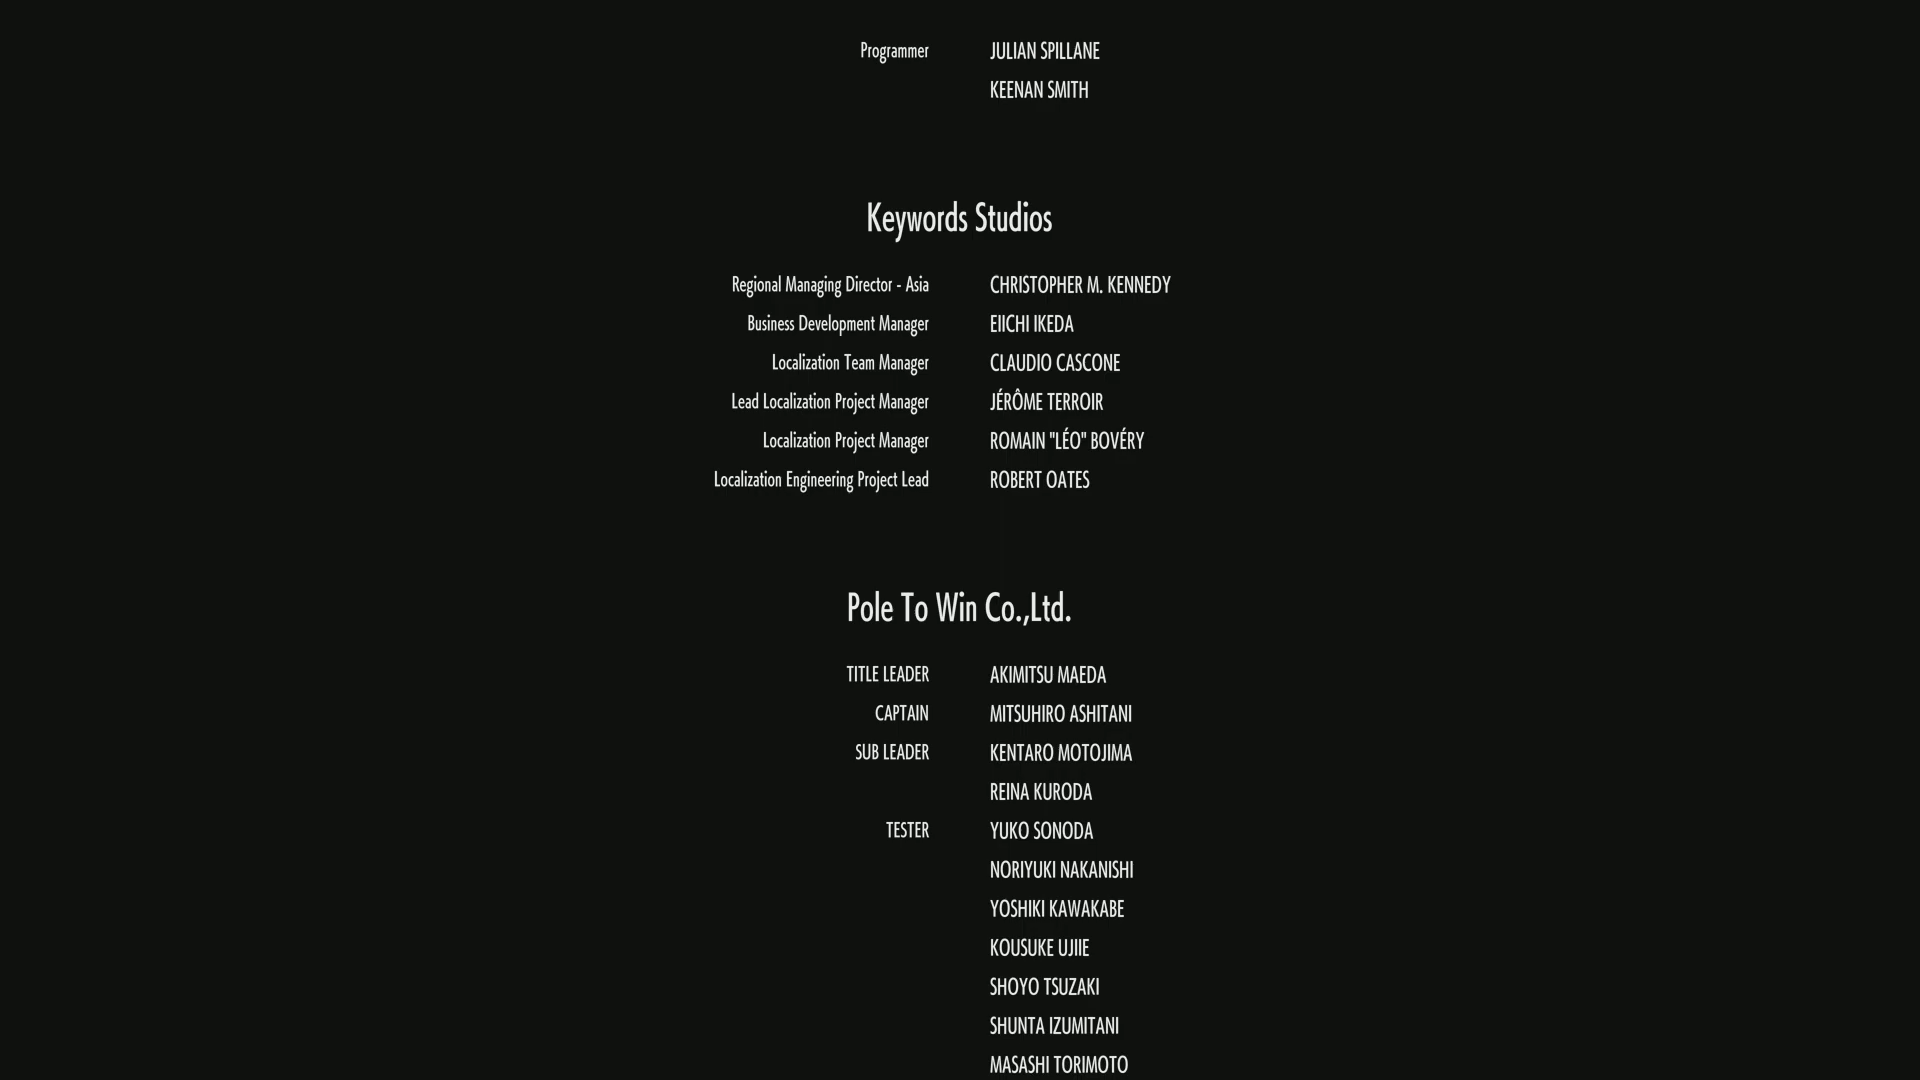 Programmer JULIAN SPILLANE
KEENAN SMITH
Keywords Studios
Regional Managing Director - Asia CHRISTOPHER M. KENNEDY
Business Development Manager EIICHI IKEDA
Localization Team Manager CLAUDIO CASCONE
Lead Localization Project Manager JÉRÔME TERROIR
Localization Project Manager ROMAIN "LÉO" BOVÉRY
Localization Engineering Project Lead ROBERT OATES
Pole To Win Co.,Ltd.
TITLE LEADER AKIMITSU MAEDA
CAPTAIN MITSUHIRO ASHITANI
SUB LEADER KENTARO MOTOJIMA
REINA KURODA
TESTER YUKO SONODA
NORIYUKI NAKANISHI
YOSHIKI KAWAKABE
KOUSUKE UJIIE
SHOYO TSUZAKI
SHUNTA IZUMITANI
MASASHI TORIMOTO